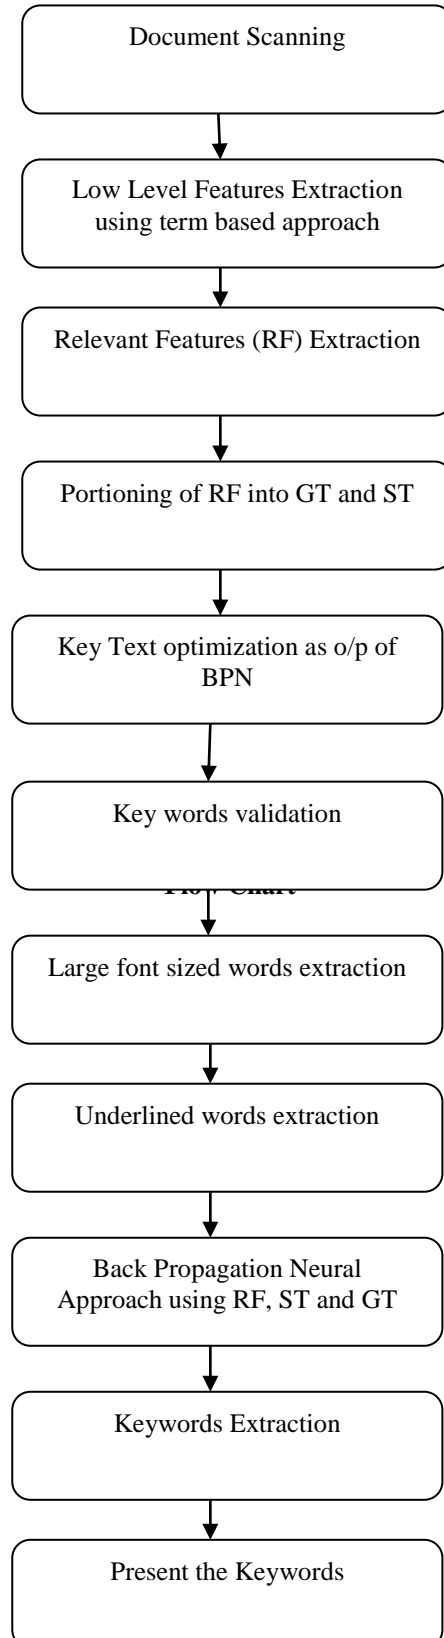 Document Scanning
Low Level Features Extraction
using term based approach
Relevant Features (RF) Extraction
Portioning of RF into GT and ST
Key Text optimization as o/p of
BPN
Key words validation
Flow Chart
Large font sized words extraction
Underlined words extraction
Back Propagation Neural
Approach using RF, ST and GT
Keywords Extraction
Present the Keywords